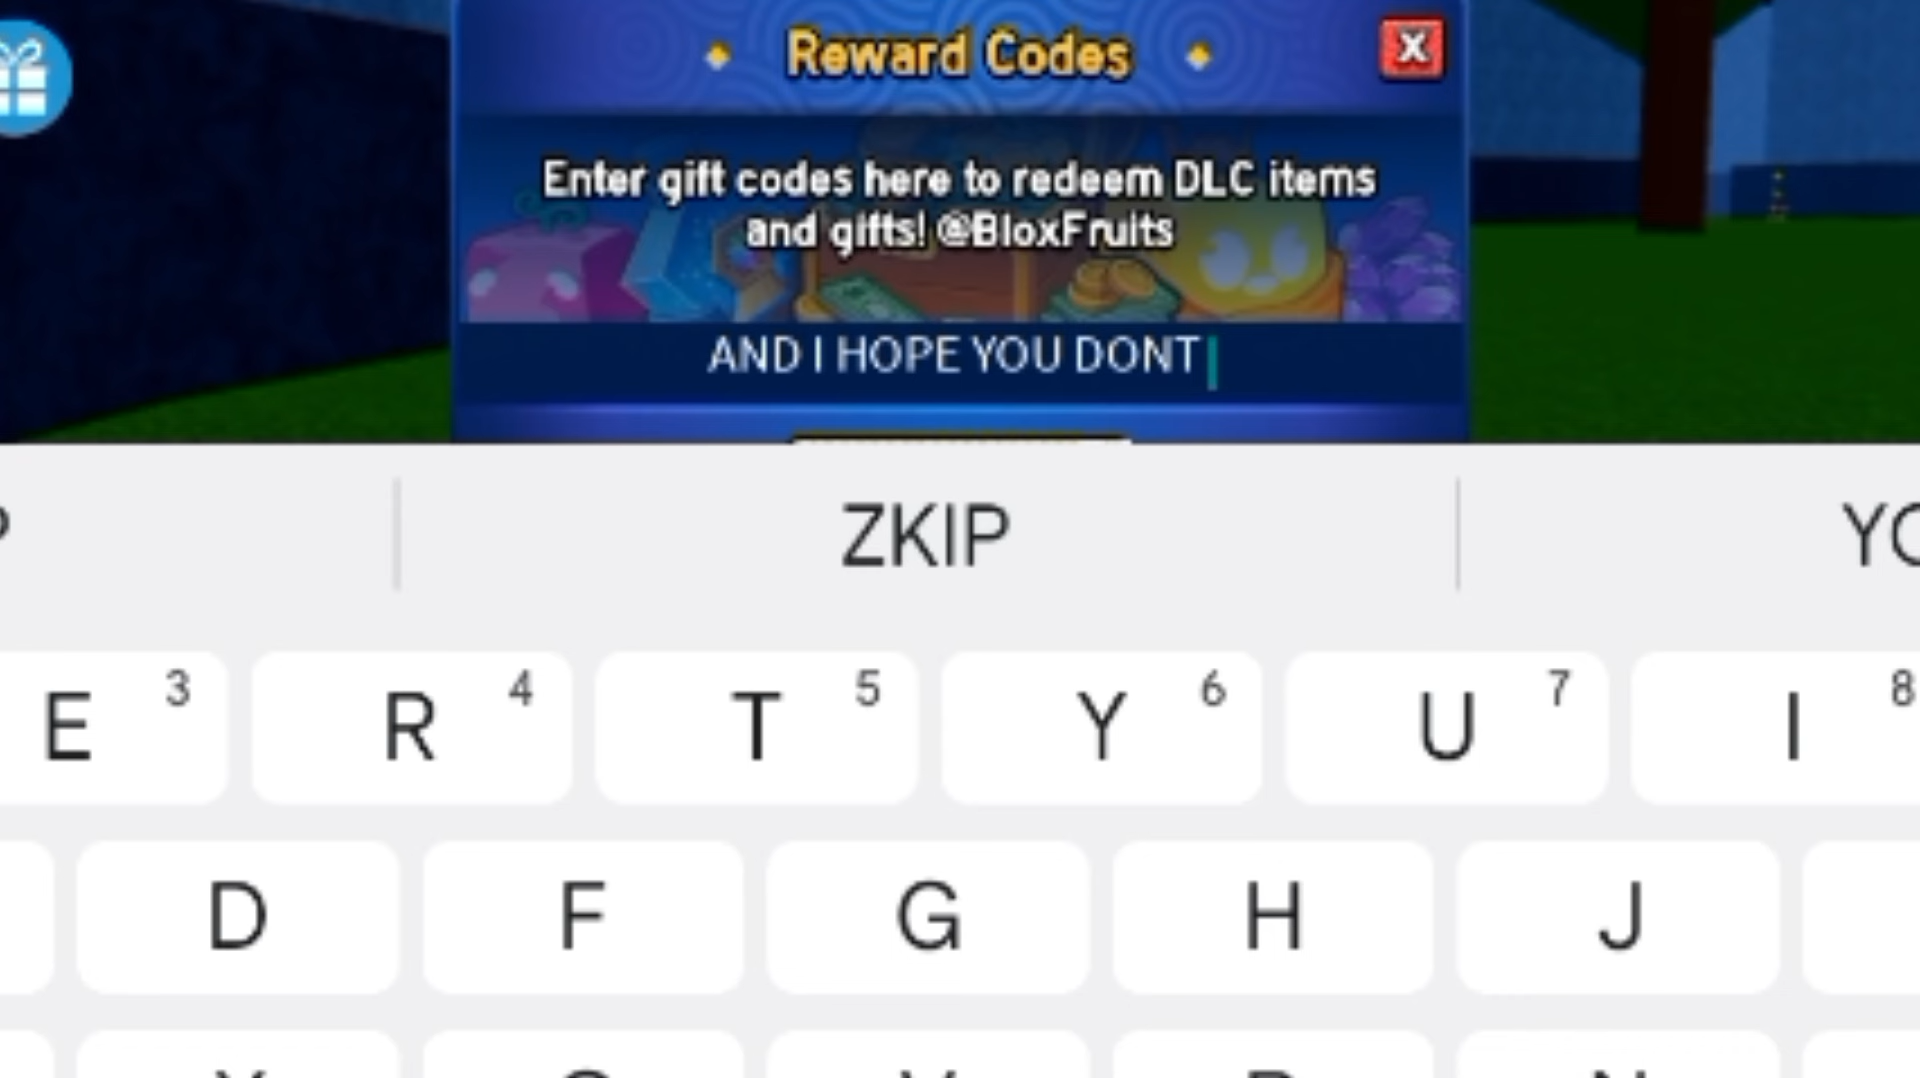 Reward Codes
X
Enter gift codes here to redeem DLC items
and gifts! @BloxFruits
AND I HOPE YOU DONT
ZKIP
E 3 R 4 T 5 Y 6 U 7 I 8
D F G H J